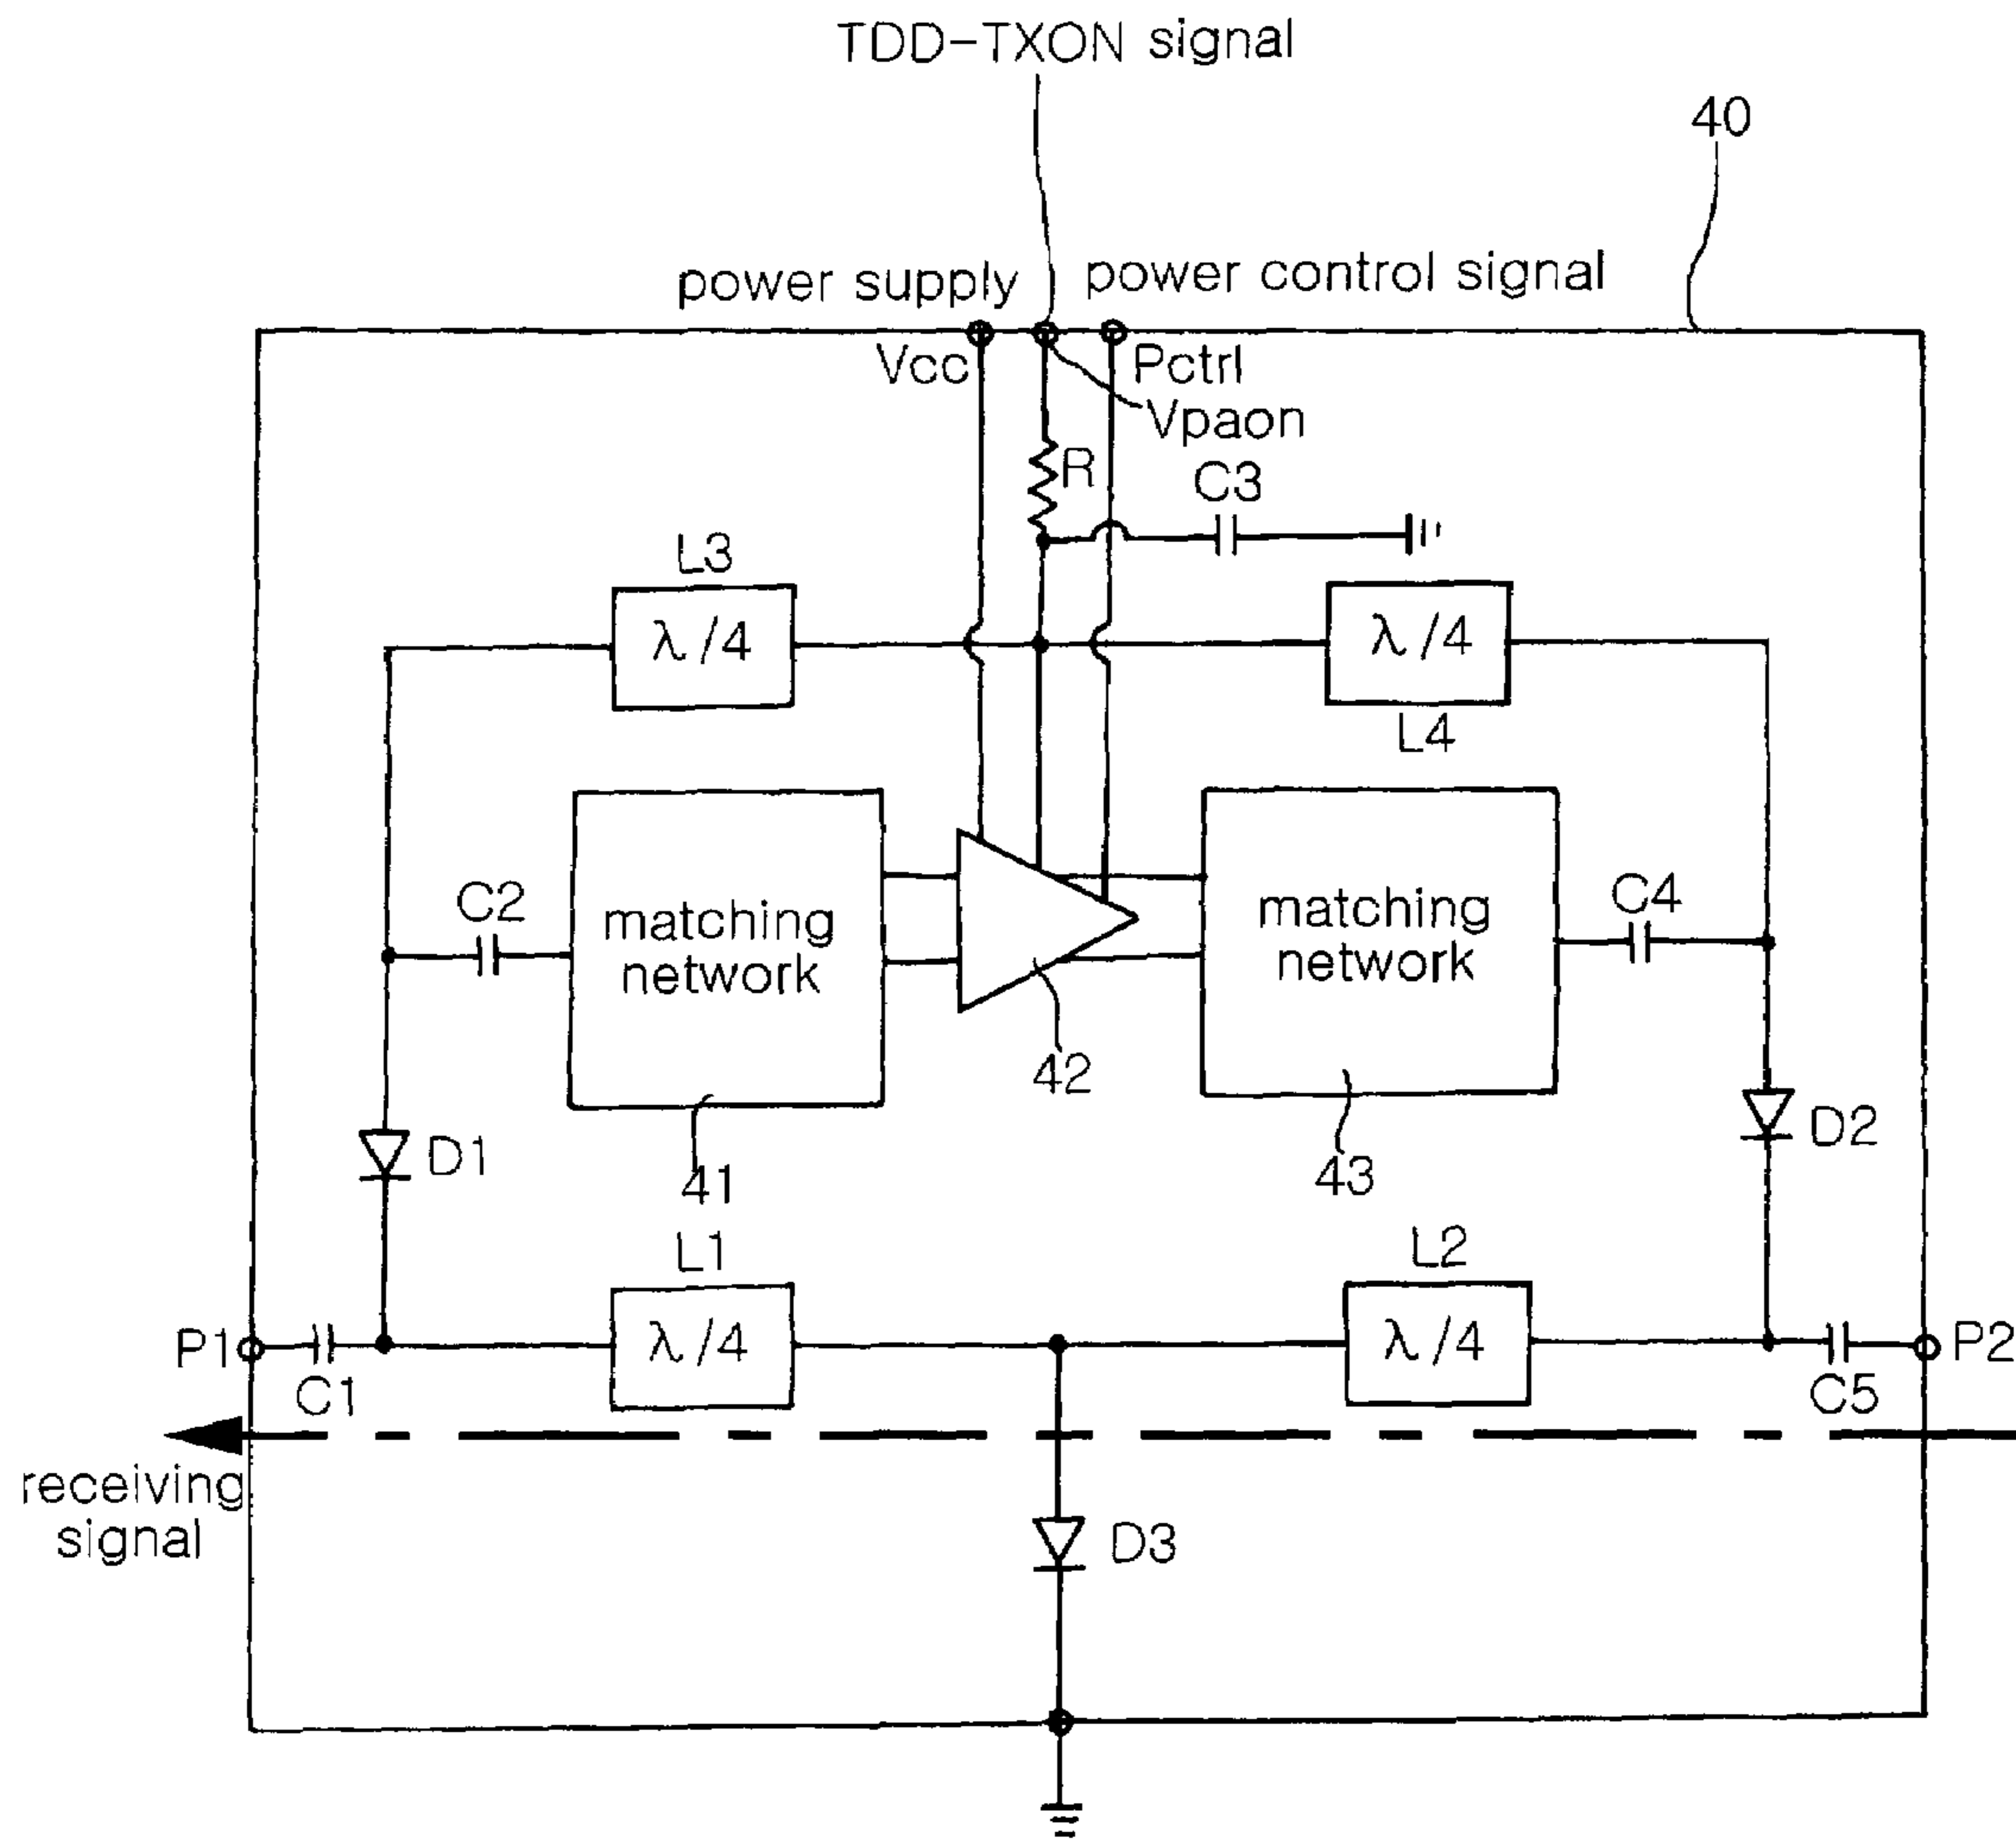 TDD-TXON signal
40
power supply
power control signal
Vcc
Pctrl
Vpaon
R
C3
L3
λ/4
λ/4
L4
C2
matching
network
matching
network
C4
42
D1
41
43
D2
L1
L2
P1
λ/4
λ/4
P2
C1
C5
receiving
signal
D3